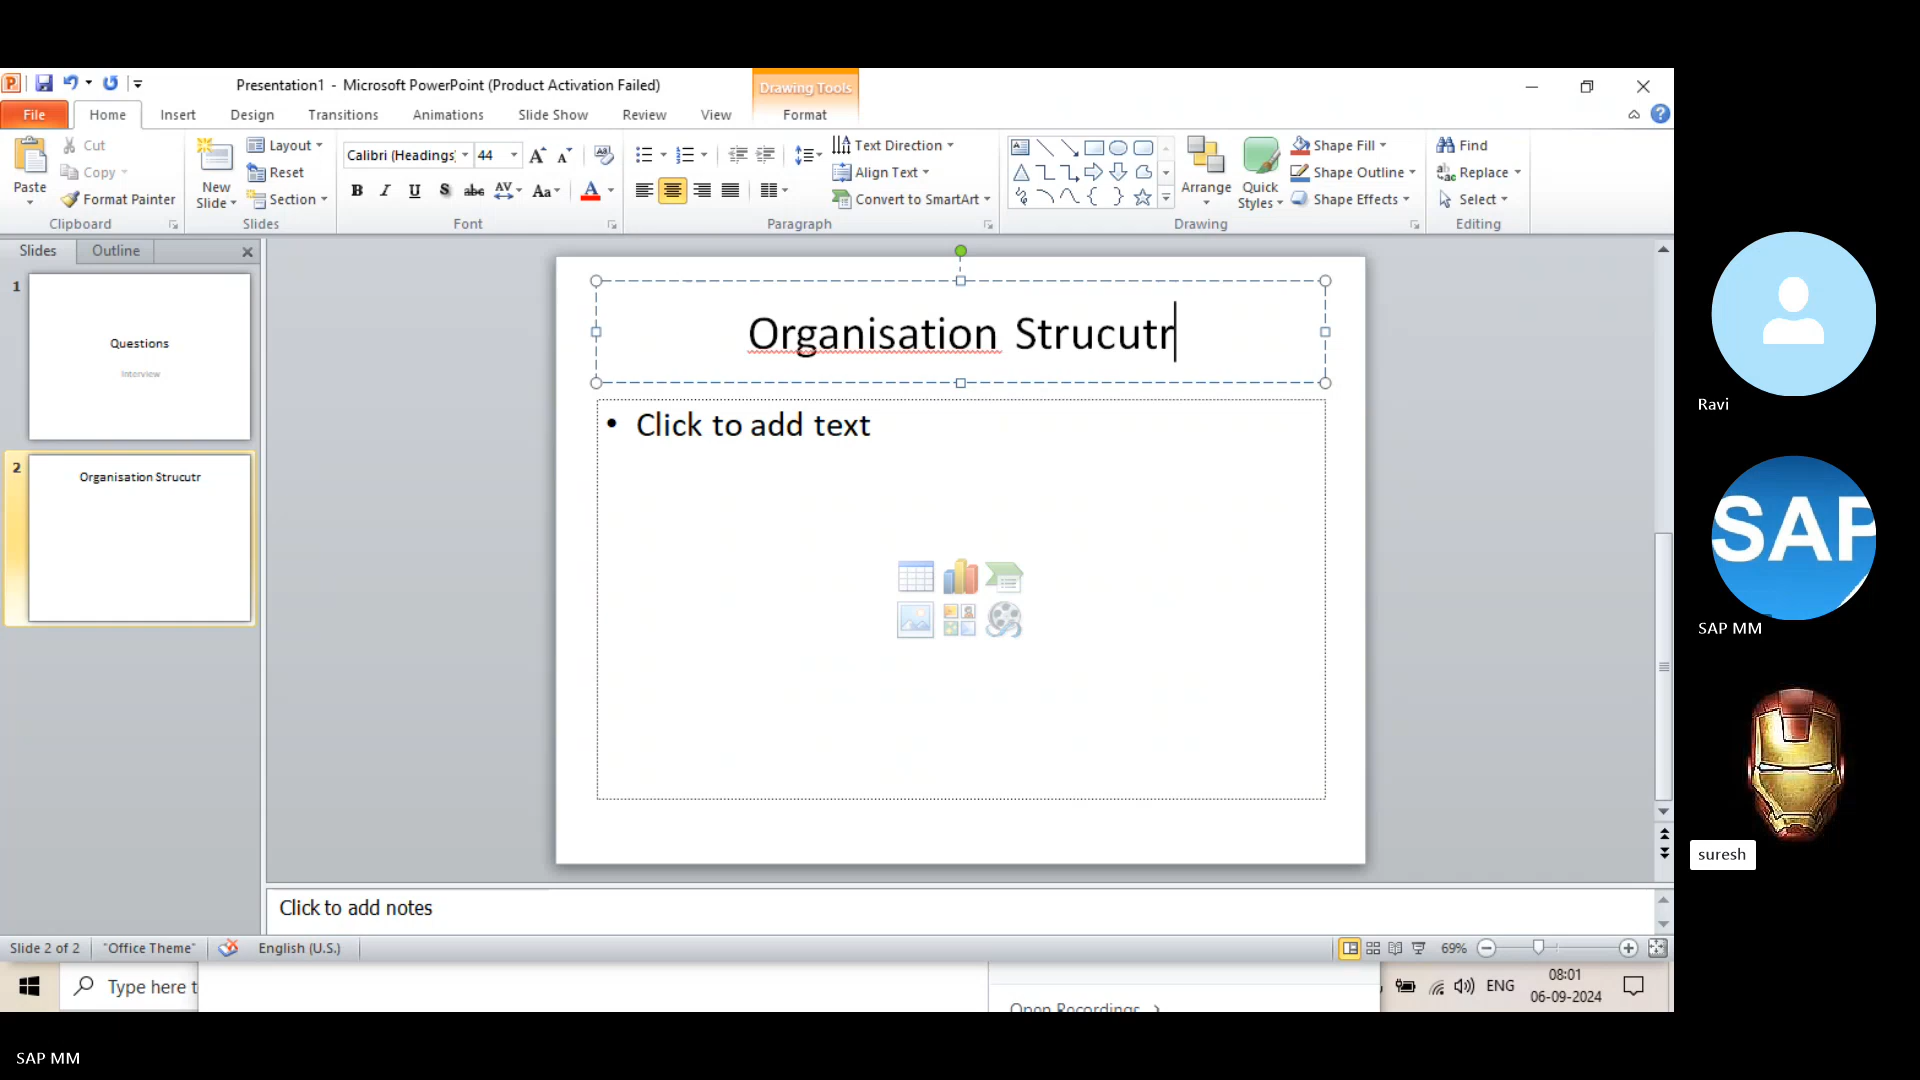 Presentation1 - Microsoft PowerPoint (Product Activation Failed)
Drawing Tools
File Home Insert Design Transitions Animations Slide Show Review View Format
Paste
Cut
Copy
Format Painter
Clipboard
New Slide
Layout
Reset
Section
Slides
Calibri (Headings) 44
B I U S abc AV Aa A
Font
Text Direction
Align Text
Convert to SmartArt
Paragraph
Arrange
Quick Styles
Shape Fill
Shape Outline
Shape Effects
Drawing
Find
Replace
Select
Editing
Slides Outline
1
Questions
Interview
2
Organisation Strucutr
Organisation Strucutr
• Click to add text
Click to add notes
Slide 2 of 2 "Office Theme" English (U.S.) 69%
Type here t
Open Recordings
ENG
08:01
06-09-2024
Ravi
SAP
SAP MM
suresh
SAP MM